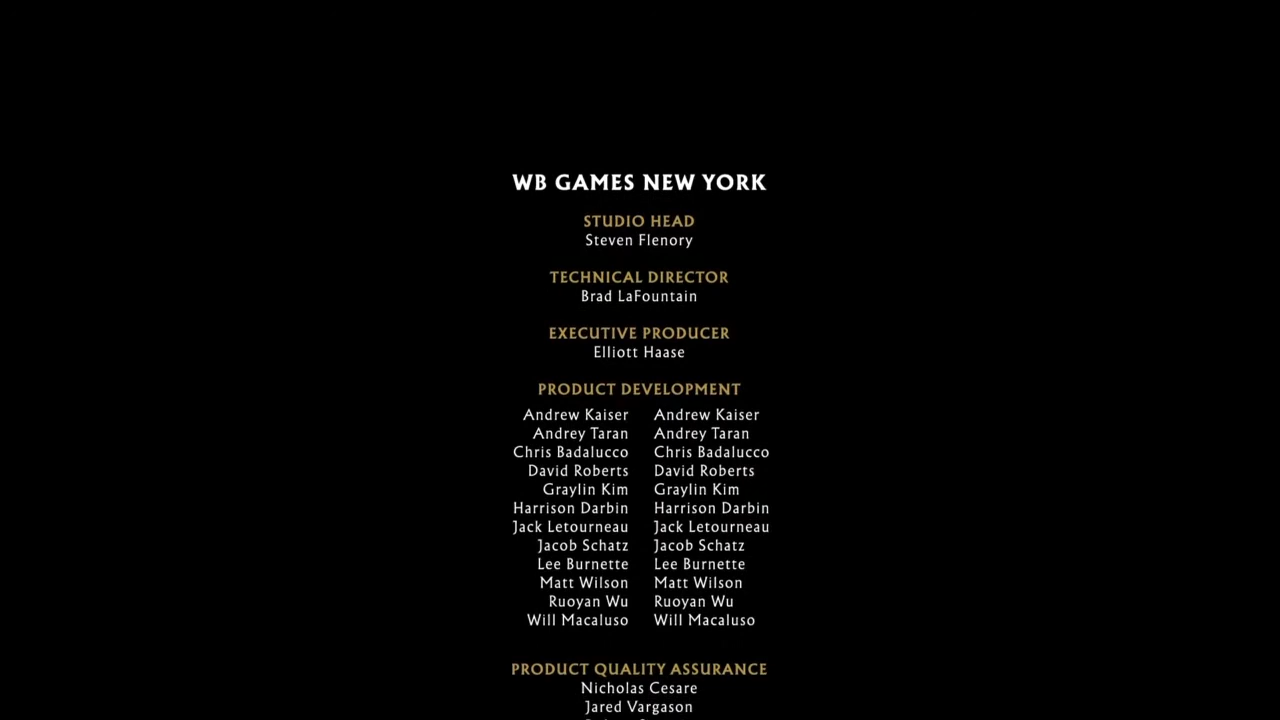 WB GAMES NEW YORK
STUDIO HEAD
Steven Flenory
TECHNICAL DIRECTOR
Brad LaFountain
EXECUTIVE PRODUCER
Elliott Haase
PRODUCT DEVELOPMENT
Andrew Kaiser Andrew Kaiser
Andrey Taran Andrey Taran
Chris Badalucco Chris Badalucco
David Roberts David Roberts
Graylin Kim Graylin Kim
Harrison Darbin Harrison Darbin
Jack Letourneau Jack Letourneau
Jacob Schatz Jacob Schatz
Lee Burnette Lee Burnette
Matt Wilson Matt Wilson
Ruoyan Wu Ruoyan Wu
Will Macaluso Will Macaluso
PRODUCT QUALITY ASSURANCE
Nicholas Cesare
Jared Vargason